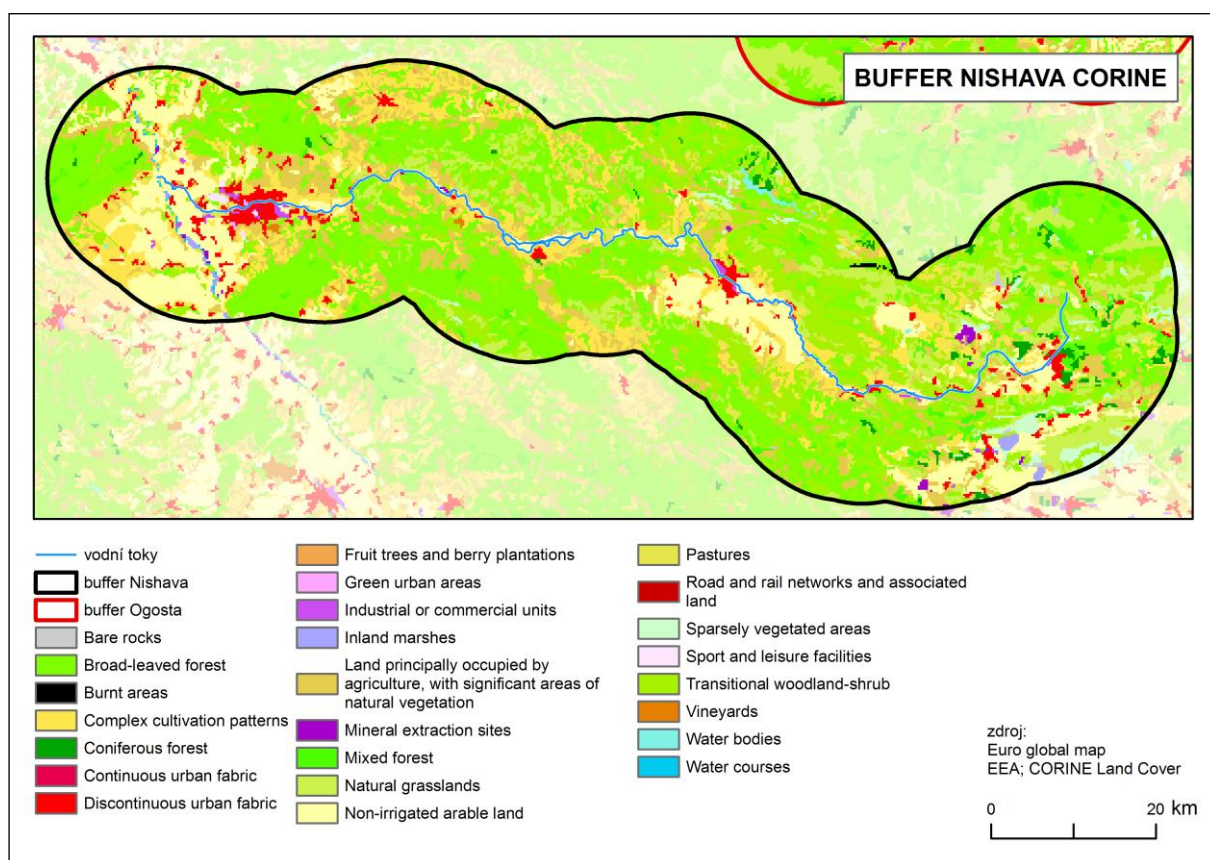 BUFFER NISHAVA CORINE
vodní toky
buffer Nishava
buffer Ogosta
Bare rocks
Broad-leaved forest
Burnt areas
Complex cultivation patterns
Coniferous forest
Continuous urban fabric
Discontinuous urban fabric
Fruit trees and berry plantations
Green urban areas
Industrial or commercial units
Inland marshes
Land principally occupied by
agriculture, with significant areas of
natural vegetation
Mineral extraction sites
Mixed forest
Natural grasslands
Non-irrigated arable land
Pastures
Road and rail networks and associated
land
Sparsely vegetated areas
Sport and leisure facilities
Transitional woodland-shrub
Vineyards
Water bodies
Water courses
zdroj:
Euro global map
EEA; CORINE Land Cover
0 20 km